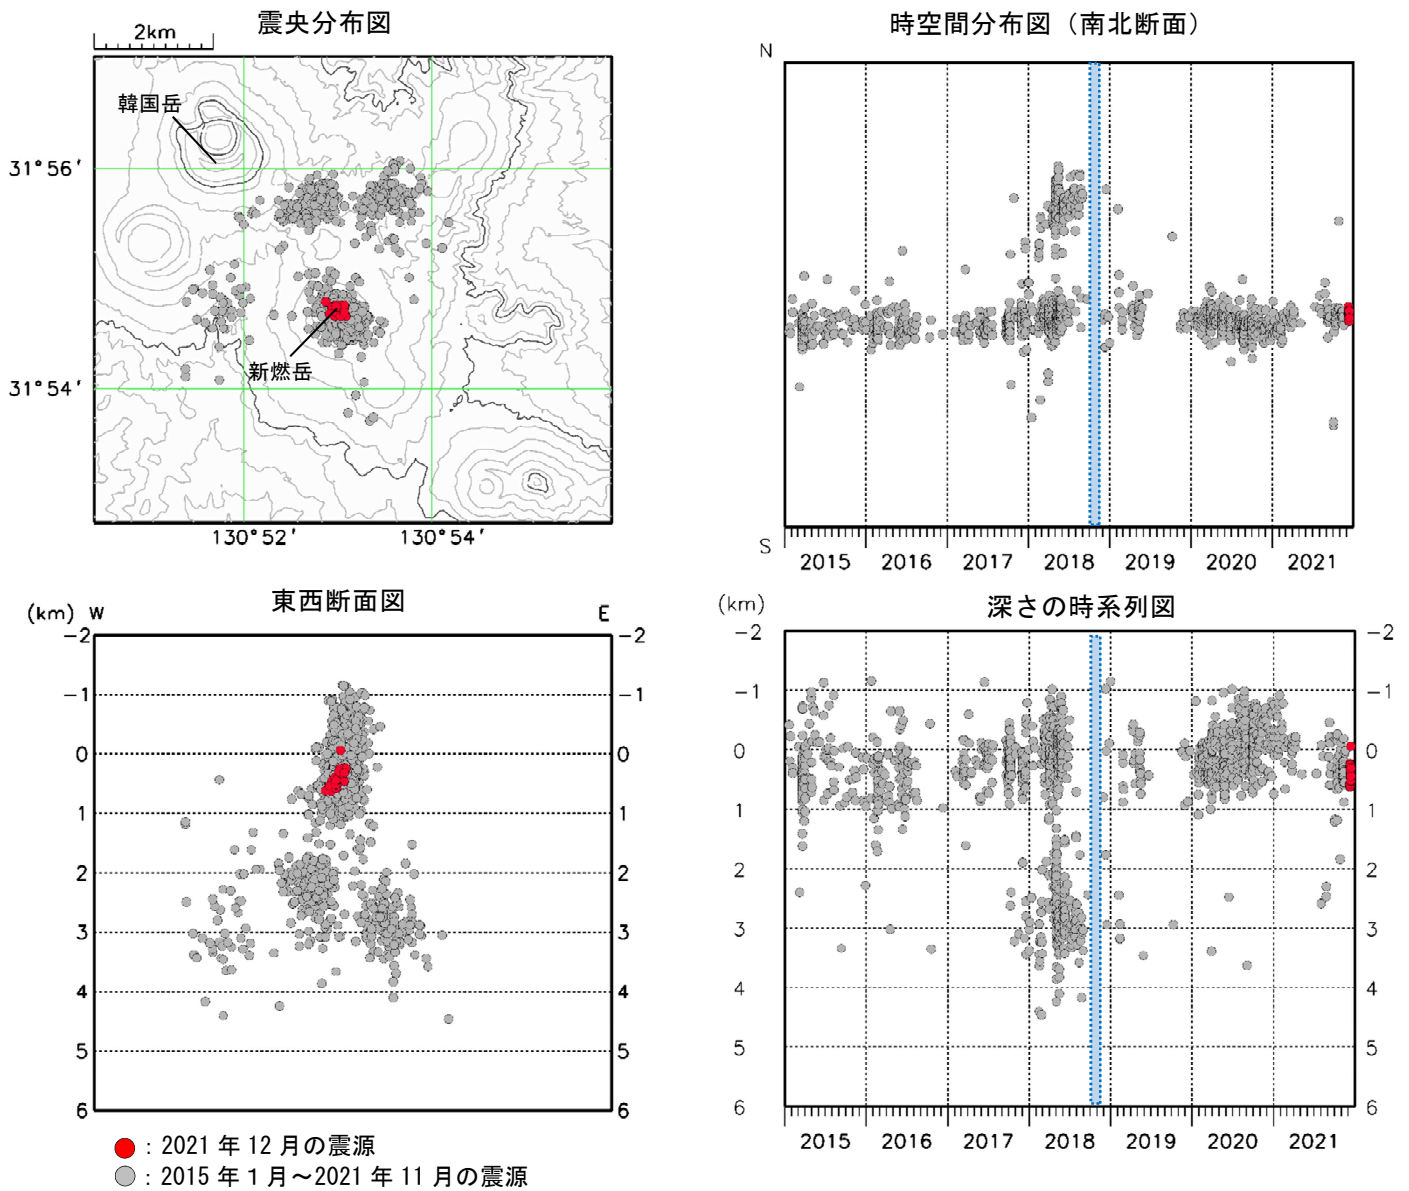 震央分布図
2km
韓国岳
31°56′
新燃岳
31°54′
130°52′ 130°54′
時空間分布図（南北断面）
N
S
2015 2016 2017 2018 2019 2020 2021
東西断面図
(km) W E
-2 -2
-1 -1
0 0
1 1
2 2
3 3
4 4
5 5
6 6
深さの時系列図
(km)
-2 -2
-1 -1
0 0
1 1
2 2
3 3
4 4
5 5
6 6
2015 2016 2017 2018 2019 2020 2021
：2021 年 12 月の震源
：2015 年 1 月～2021 年 11 月の震源